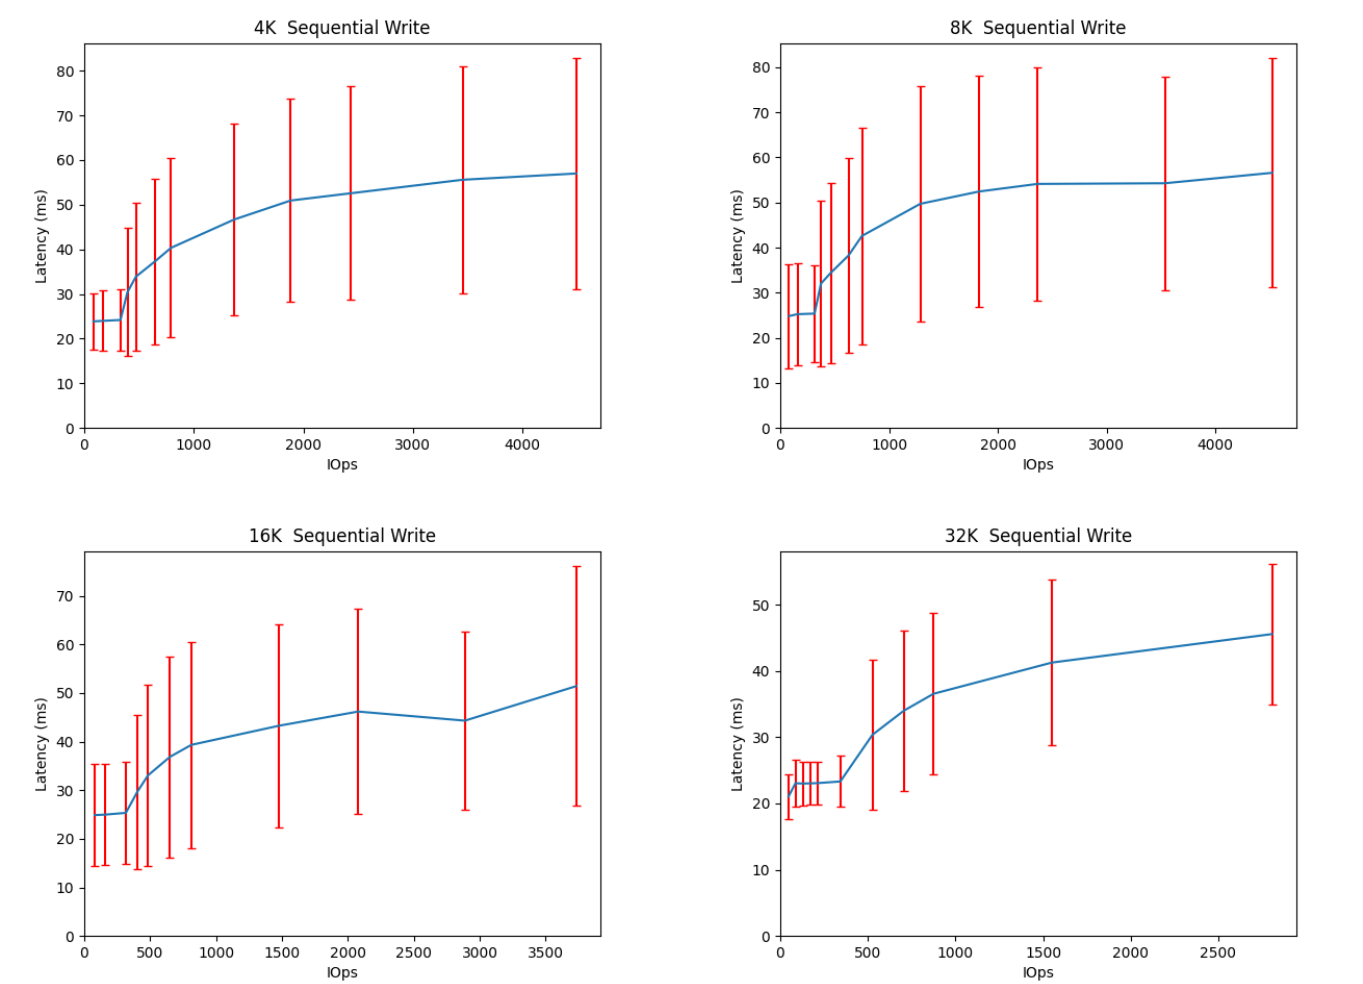 4K  Sequential Write
80
70
60
50
40
30
20
10
0
Latency (ms)
0 1000 2000 3000 4000
IOps
8K  Sequential Write
80
70
60
50
40
30
20
10
0
Latency (ms)
0 1000 2000 3000 4000
IOps
16K  Sequential Write
70
60
50
40
30
20
10
0
Latency (ms)
0 500 1000 1500 2000 2500 3000 3500
IOps
32K  Sequential Write
50
40
30
20
10
0
Latency (ms)
0 500 1000 1500 2000 2500
IOps